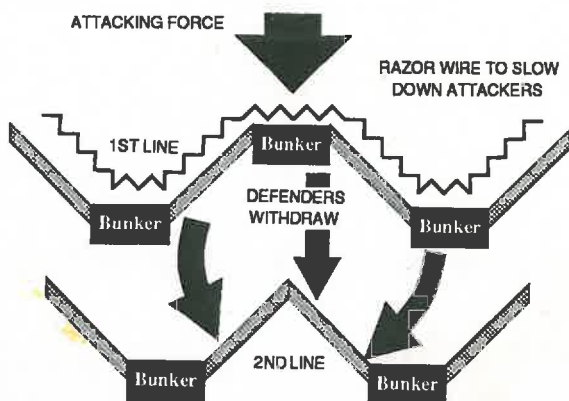 ATTACKING FORCE
RAZOR WIRE TO SLOW
DOWN ATTACKERS
1ST LINE
Bunker
DEFENDERS
WITHDRAW
Bunker
Bunker
2ND LINE
Bunker
Bunker